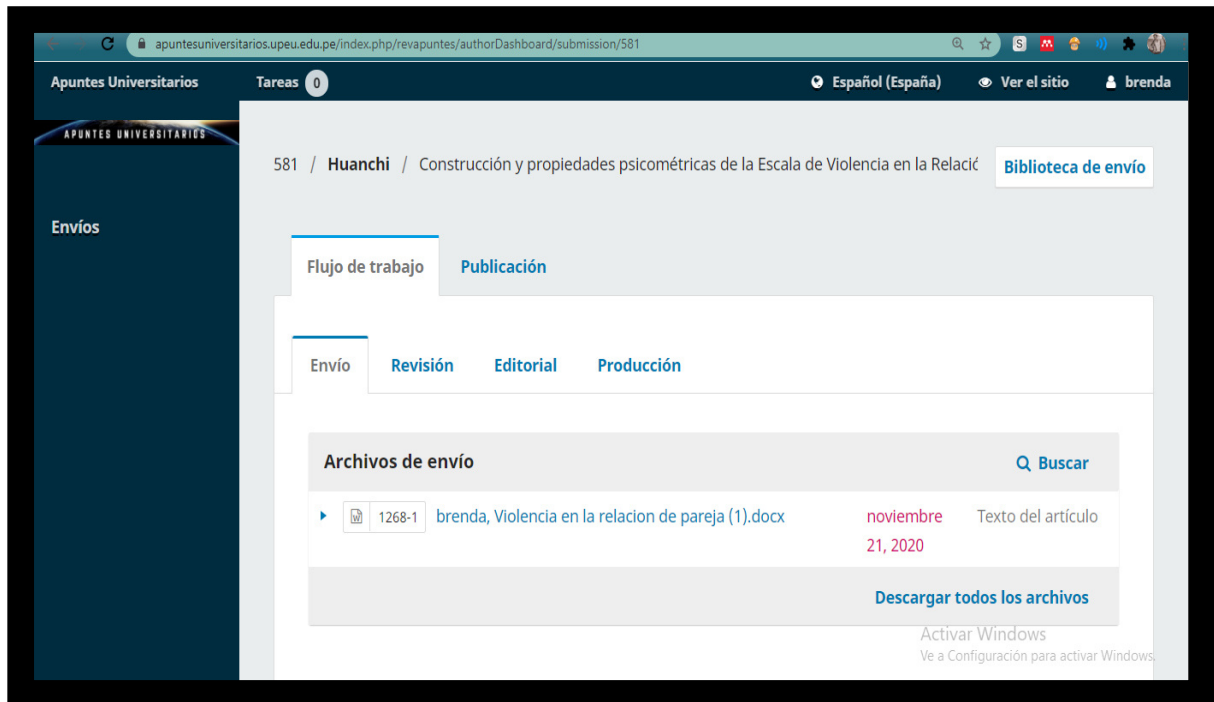 apuntesuniversitarios.upeu.edu.pe/index.php/revapuntes/authorDashboard/submission/581
Apuntes Universitarios
Tareas 0
Español (España)
Ver el sitio
brenda
APUNTES UNIVERSITARIOS
581 / Huanchi / Construcción y propiedades psicométricas de la Escala de Violencia en la Relació
Biblioteca de envío
Envíos
Flujo de trabajo
Publicación
Envío
Revisión
Editorial
Producción
Archivos de envío
Buscar
1268-1
brenda, Violencia en la relacion de pareja (1).docx
noviembre
21, 2020
Texto del artículo
Descargar todos los archivos
Activar Windows
Ve a Configuración para activar Windows.